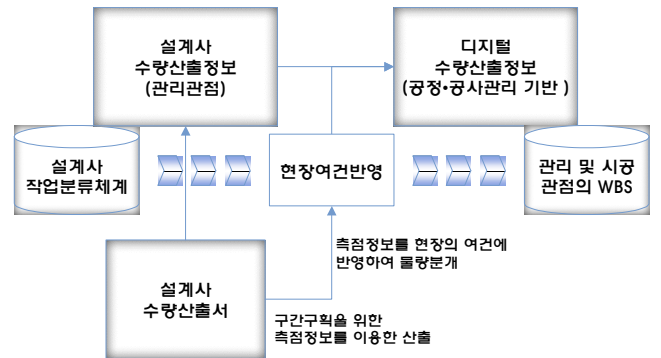 설계사
수량산출정보
(관리관점)
디지털
수량산출정보
(공정•공사관리 기반 )
설계사
작업분류체계
현장여건반영
관리 및 시공
관점의 WBS
측점정보를 현장의 여건에
반영하여 물량분개
설계사
수량산출서
구간구획을 위한
측점정보를 이용한 산출